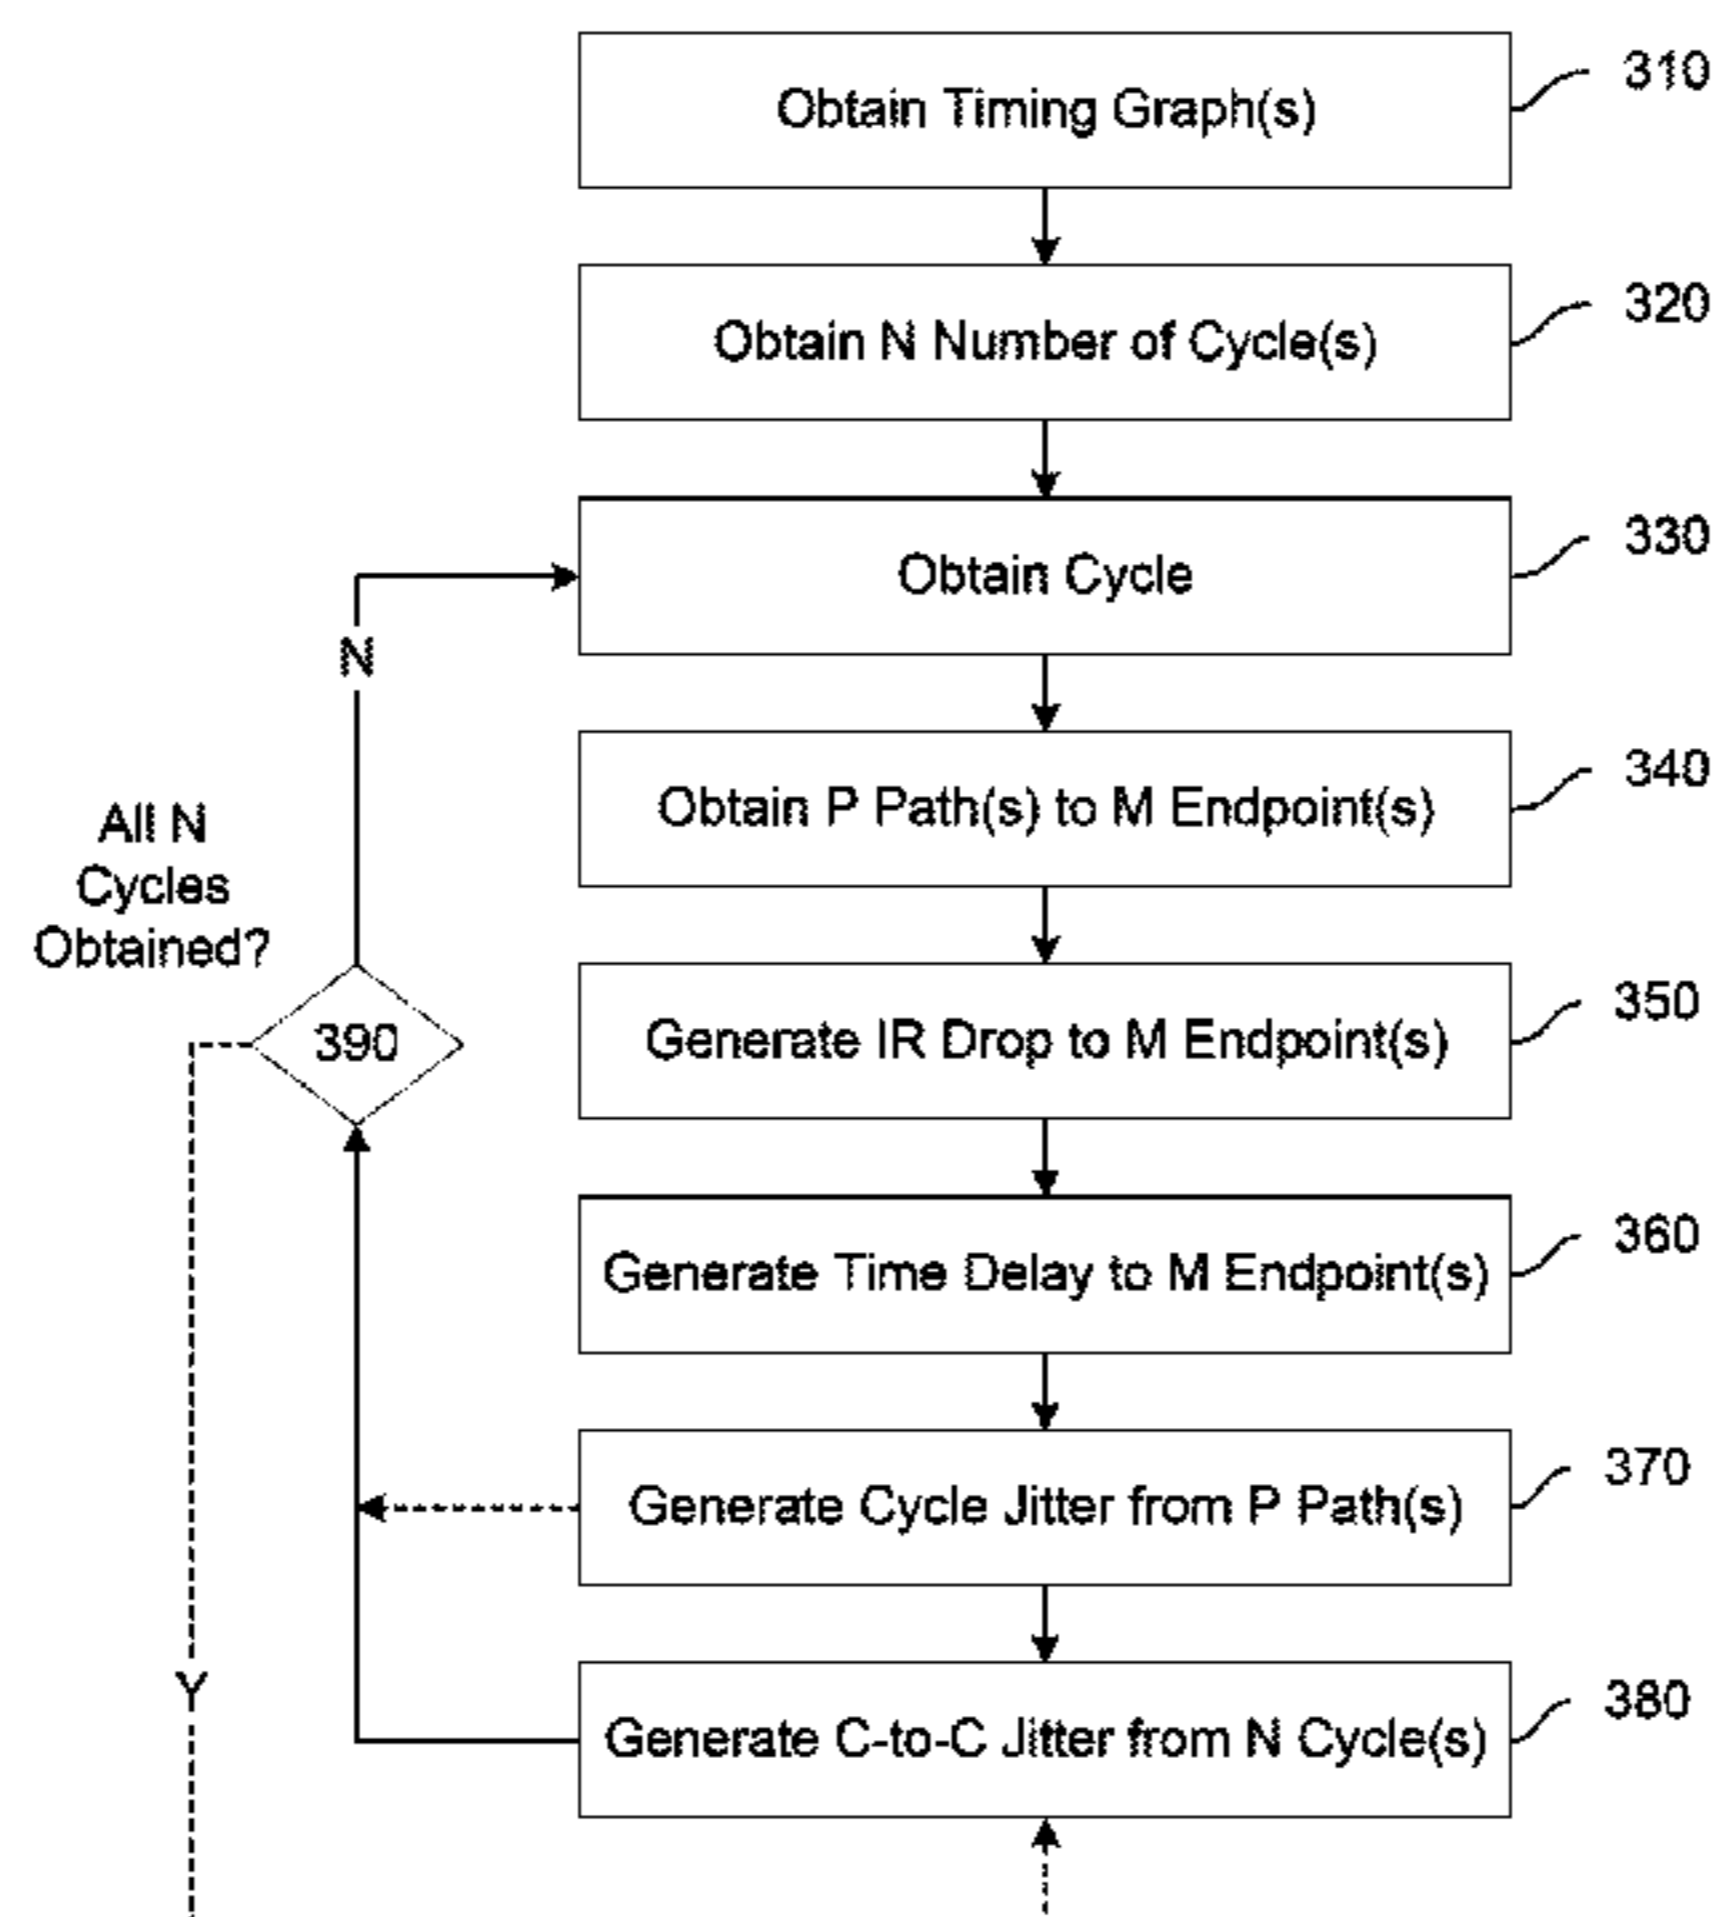 Obtain Timing Graph(s)
310
Obtain N Number of Cycle(s)
320
Obtain Cycle
330
N
Obtain P Path(s) to M Endpoint(s)
340
All N
Cycles
Obtained?
390
Generate IR Drop to M Endpoint(s)
350
Generate Time Delay to M Endpoint(s)
360
Generate Cycle Jitter from P Path(s)
370
Y
Generate C-to-C Jitter from N Cycle(s)
380